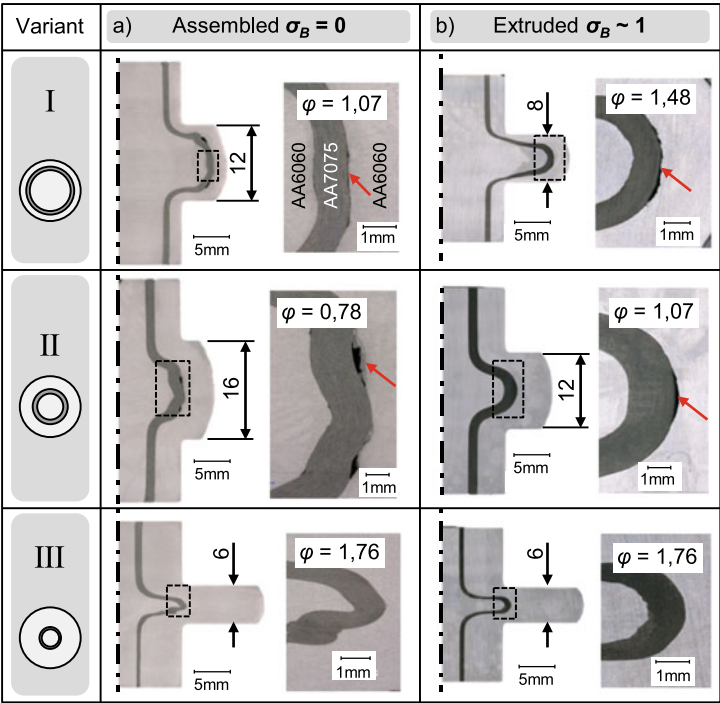 Variant
a) Assembled σB = 0
b) Extruded σB ~ 1
I
φ = 1,07
12
AA6060
AA7075
AA6060
5mm
1mm
φ = 1,48
8
5mm
1mm
II
φ = 0,78
16
5mm
1mm
φ = 1,07
12
5mm
1mm
III
φ = 1,76
6
5mm
1mm
φ = 1,76
6
5mm
1mm